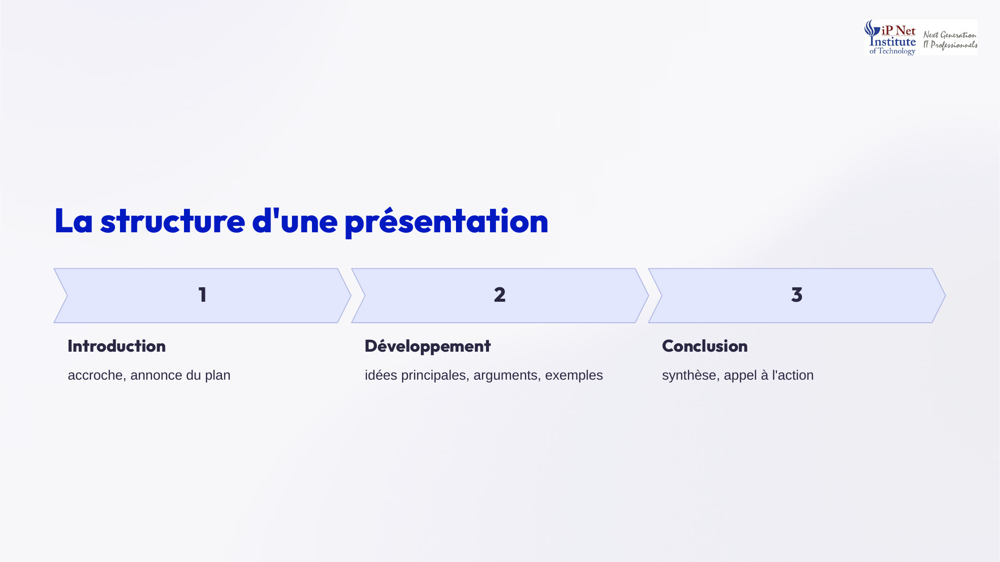 iP Net
Institute
of Technology
Next Generation
IT Professionnels
La structure d'une présentation
1
2
3
Introduction
Développement
Conclusion
accroche, annonce du plan
idées principales, arguments, exemples
synthèse, appel à l'action